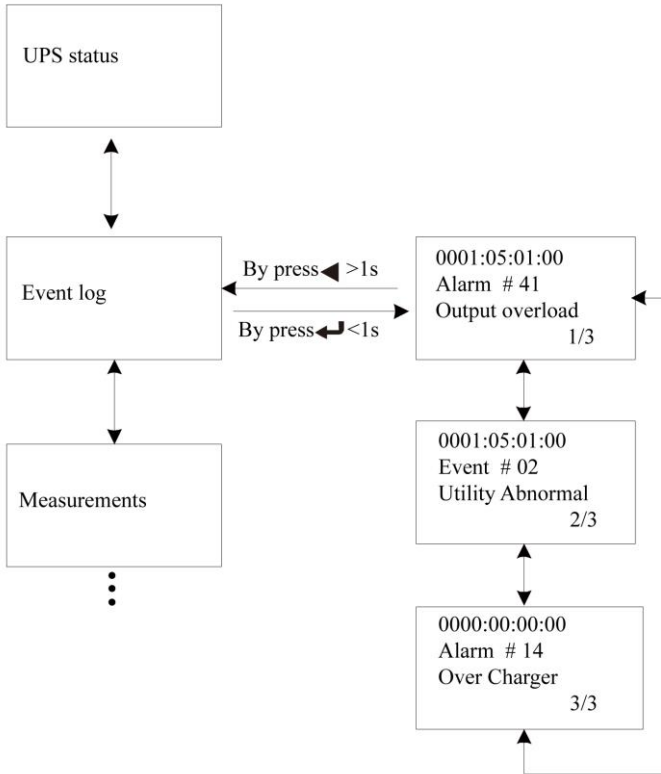 UPS status
Event log
By press ◀ >1s
By press ↵ <1s
Measurements
0001:05:01:00
Alarm # 41
Output overload
1/3
0001:05:01:00
Event # 02
Utility Abnormal
2/3
0000:00:00:00
Alarm # 14
Over Charger
3/3